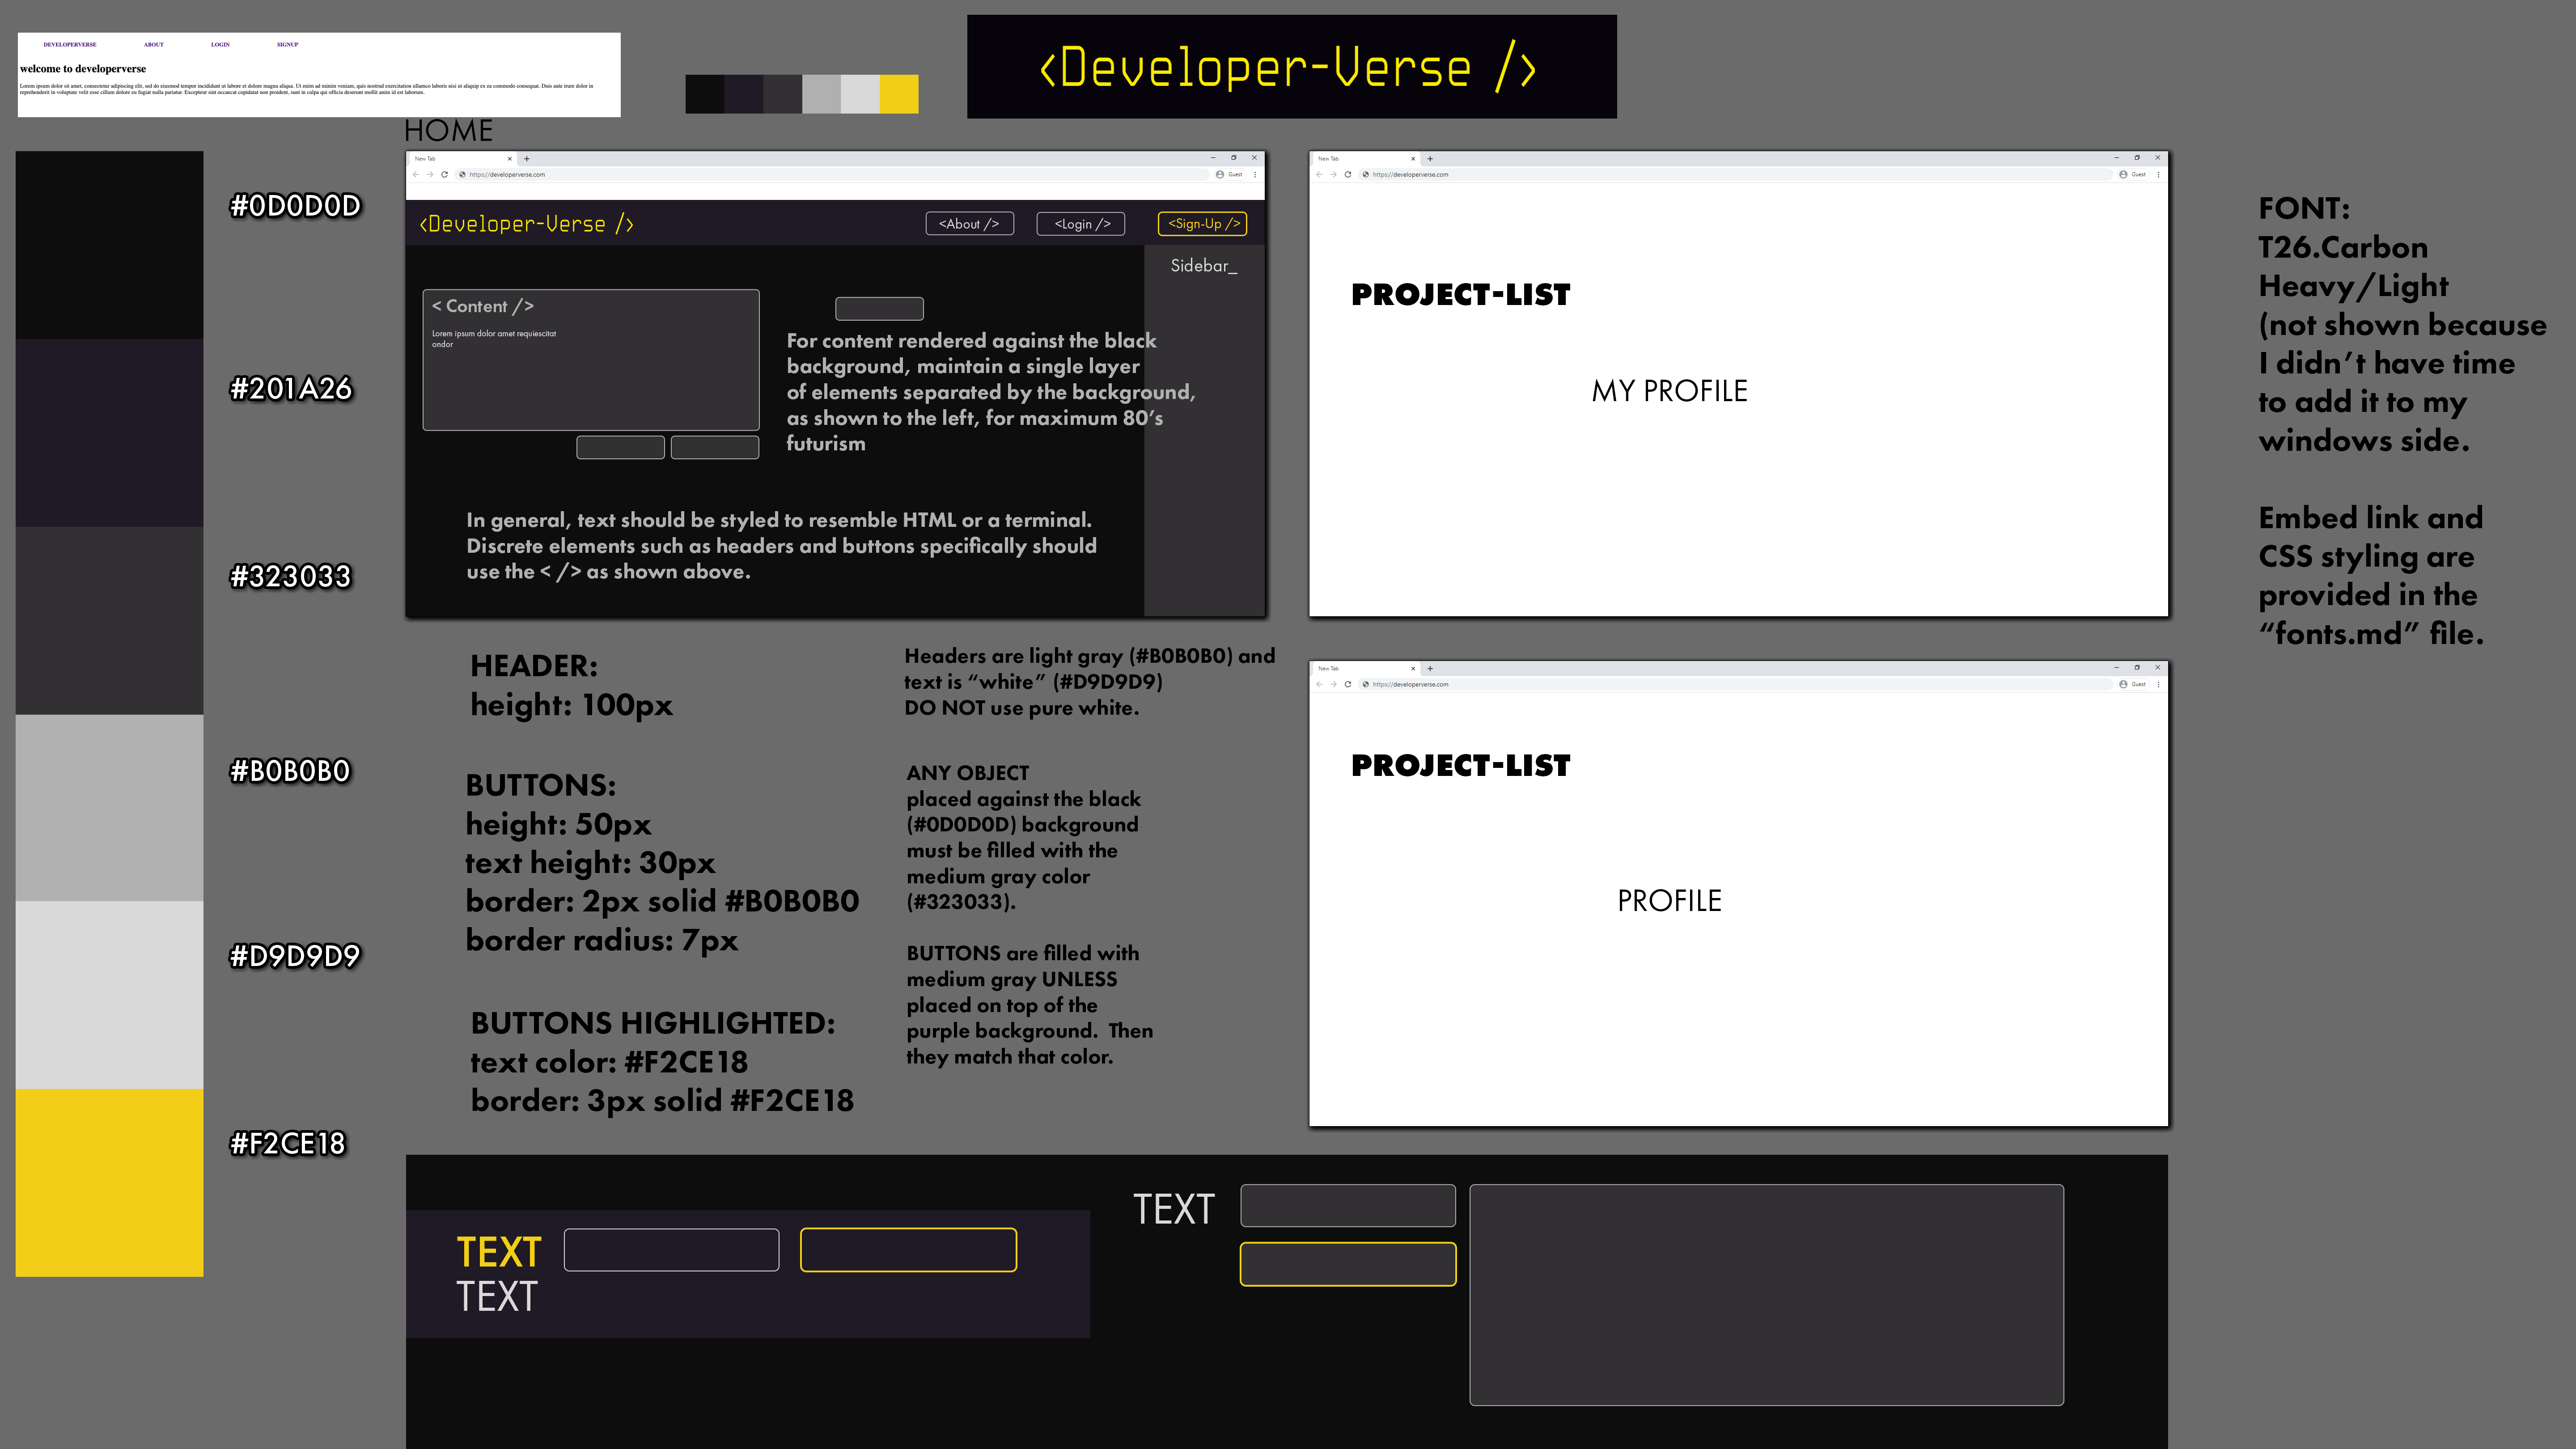 DEVELOPERVERSE ABOUT LOGIN SIGNUP
welcome to developerverse
Lorem ipsum dolor sit amet, consectetur adipiscing elit, sed do eiusmod tempor incididunt ut labore et dolore magna aliqua. Ut enim ad minim veniam, quis nostrud exercitation ullamco laboris nisi ut aliquip ex ea commodo consequat. Duis aute irure dolor in
reprehenderit in voluptate velit esse cillum dolore eu fugiat nulla pariatur. Excepteur sint occaecat cupidatat non proident, sunt in culpa qui officia deserunt mollit anim id est laborum.
<Developer-Verse />
#0D0D0D
#201A26
#323033
#B0B0B0
#D9D9D9
#F2CE18
HOME
New Tab
https://developerverse.com
Guest
<Developer-Verse />
<About />
<Login />
<Sign-Up />
Sidebar_
< Content />
Lorem ipsum dolor amet requiescitat
ondor
For content rendered against the black
background, maintain a single layer
of elements separated by the background,
as shown to the left, for maximum 80's
futurism
In general, text should be styled to resemble HTML or a terminal.
Discrete elements such as headers and buttons specifically should
use the < /> as shown above.
HEADER:
height: 100px
BUTTONS:
height: 50px
text height: 30px
border: 2px solid #B0B0B0
border radius: 7px
BUTTONS HIGHLIGHTED:
text color: #F2CE18
border: 3px solid #F2CE18
Headers are light gray (#B0B0B0) and
text is “white” (#D9D9D9)
DO NOT use pure white.
ANY OBJECT
placed against the black
(#0D0D0D) background
must be filled with the
medium gray color
(#323033).
BUTTONS are filled with
medium gray UNLESS
placed on top of the
purple background. Then
they match that color.
New Tab
https://developerverse.com
Guest
PROJECT-LIST
MY PROFILE
New Tab
https://developerverse.com
Guest
PROJECT-LIST
PROFILE
FONT:
T26.Carbon
Heavy/Light
(not shown because
I didn't have time
to add it to my
windows side.
Embed link and
CSS styling are
provided in the
“fonts.md” file.
TEXT
TEXT
TEXT